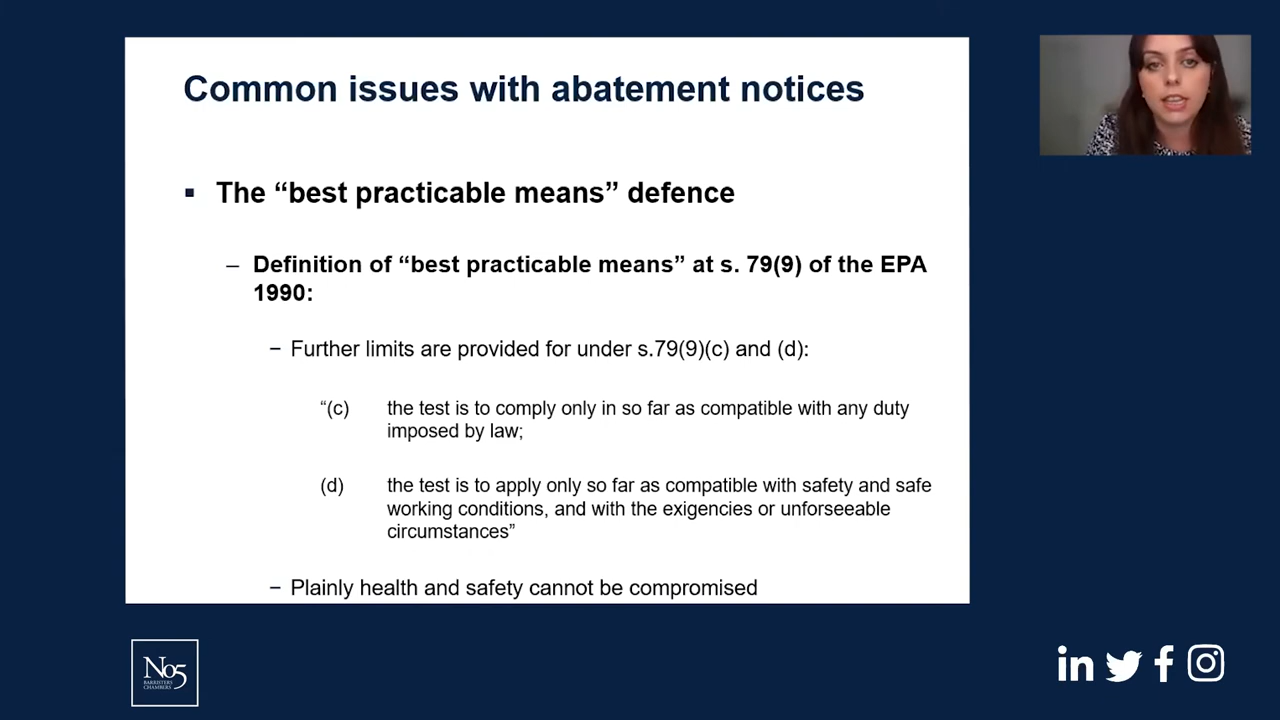 Common issues with abatement notices
▪ The “best practicable means” defence
– Definition of “best practicable means” at s. 79(9) of the EPA
1990:
− Further limits are provided for under s.79(9)(c) and (d):
“(c) the test is to comply only in so far as compatible with any duty
imposed by law;
(d) the test is to apply only so far as compatible with safety and safe
working conditions, and with the exigencies or unforseeable
circumstances”
− Plainly health and safety cannot be compromised
No5
BARRISTERS
CHAMBERS
in
f